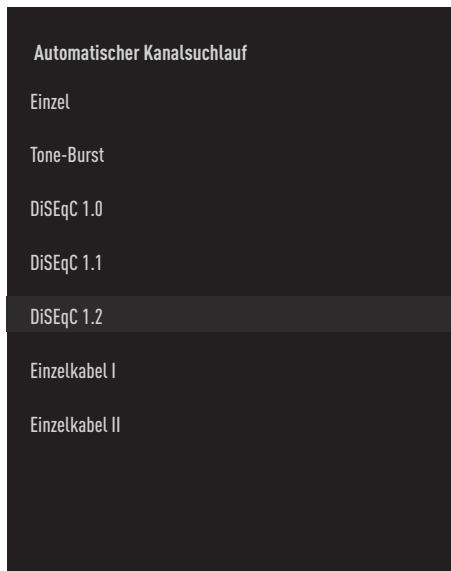 Automatischer Kanalsuchlauf
Einzel
Tone-Burst
DiSEqC 1.0
DiSEqC 1.1
DiSEqC 1.2
Einzelkabel I
Einzelkabel II